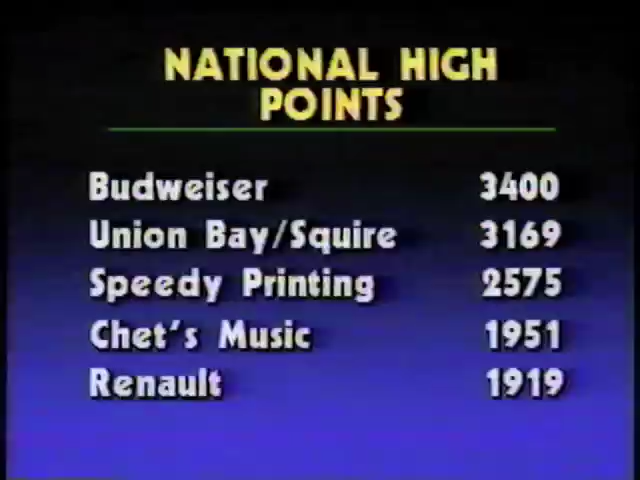 NATIONAL HIGH
POINTS
Budweiser 3400
Union Bay/Squire 3169
Speedy Printing 2575
Chet's Music 1951
Renault 1919